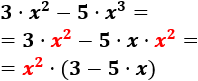 3 · x² − 5 · x³ =
= 3 · x² − 5 · x · x² =
= x² · (3 − 5 · x)